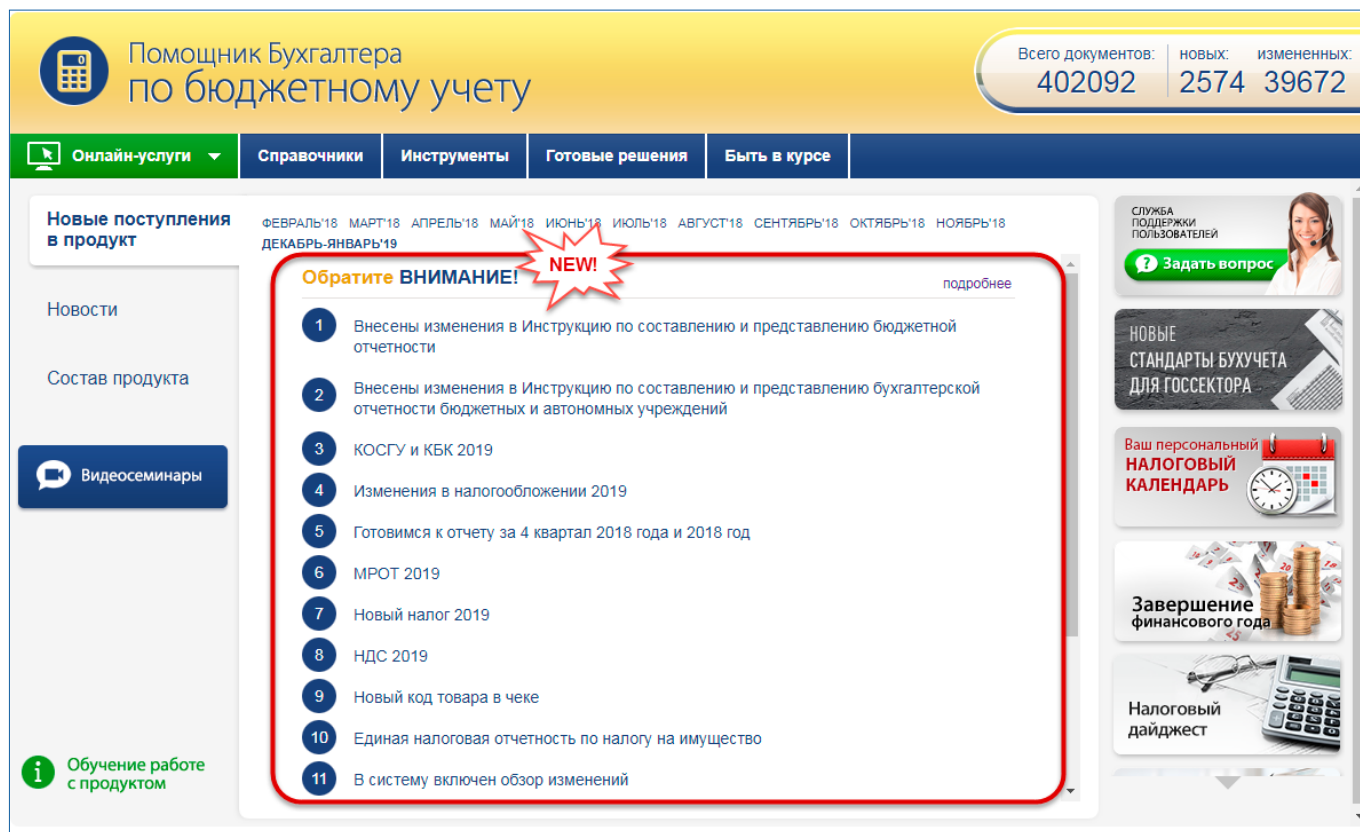 Помощник Бухгалтера
по бюджетному учету
Всего документов: новых: измененных:
402092 2574 39672
Онлайн-услуги Справочники Инструменты Готовые решения Быть в курсе
Новые поступления
в продукт
Новости
Состав продукта
Видеосеминары
Обучение работе
с продуктом
ФЕВРАЛЬ'18 МАРТ'18 АПРЕЛЬ'18 МАЙ'18 ИЮНЬ'18 ИЮЛЬ'18 АВГУСТ'18 СЕНТЯБРЬ'18 ОКТЯБРЬ'18 НОЯБРЬ'18
ДЕКАБРЬ-ЯНВАРЬ'19
NEW!
Обратите ВНИМАНИЕ!
подробнее
1 Внесены изменения в Инструкцию по составлению и представлению бюджетной
отчетности
2 Внесены изменения в Инструкцию по составлению и представлению бухгалтерской
отчетности бюджетных и автономных учреждений
3 КОСГУ и КБК 2019
4 Изменения в налогообложении 2019
5 Готовимся к отчету за 4 квартал 2018 года и 2018 год
6 МРОТ 2019
7 Новый налог 2019
8 НДС 2019
9 Новый код товара в чеке
10 Единая налоговая отчетность по налогу на имущество
11 В систему включен обзор изменений
СЛУЖБА
ПОДДЕРЖКИ
ПОЛЬЗОВАТЕЛЕЙ
? Задать вопрос
НОВЫЕ
СТАНДАРТЫ БУХУЧЕТА
ДЛЯ ГОССЕКТОРА
Ваш персональный
НАЛОГОВЫЙ
КАЛЕНДАРЬ
Завершение
финансового года
Налоговый
дайджест